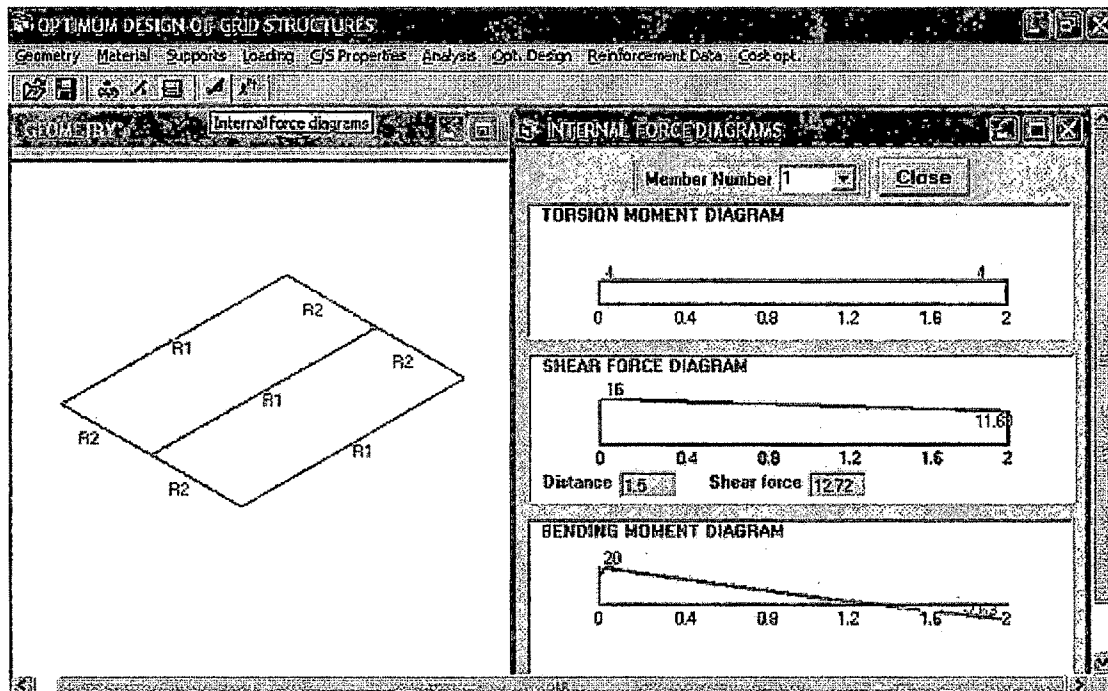 OPTIMUM DESIGN OF GRID STRUCTURES
Geometry Material Supports Loading C/S Properties Analysis Opti. Design Reinforcement Data Cost opt.
GEOMETRY
Internal force diagrams
R2
R1
R2
R1
R2
R1
R2
INTERNAL FORCE DIAGRAMS
Member Number 1 Close
TORSION MOMENT DIAGRAM
4 4
0 0.4 0.8 1.2 1.6 2
SHEAR FORCE DIAGRAM
16
0 0.4 0.8 1.2 1.6 2
Distance 1.5 Shear force 12.72
BENDING MOMENT DIAGRAM
20
0 0.4 0.8 1.2 1.6 2